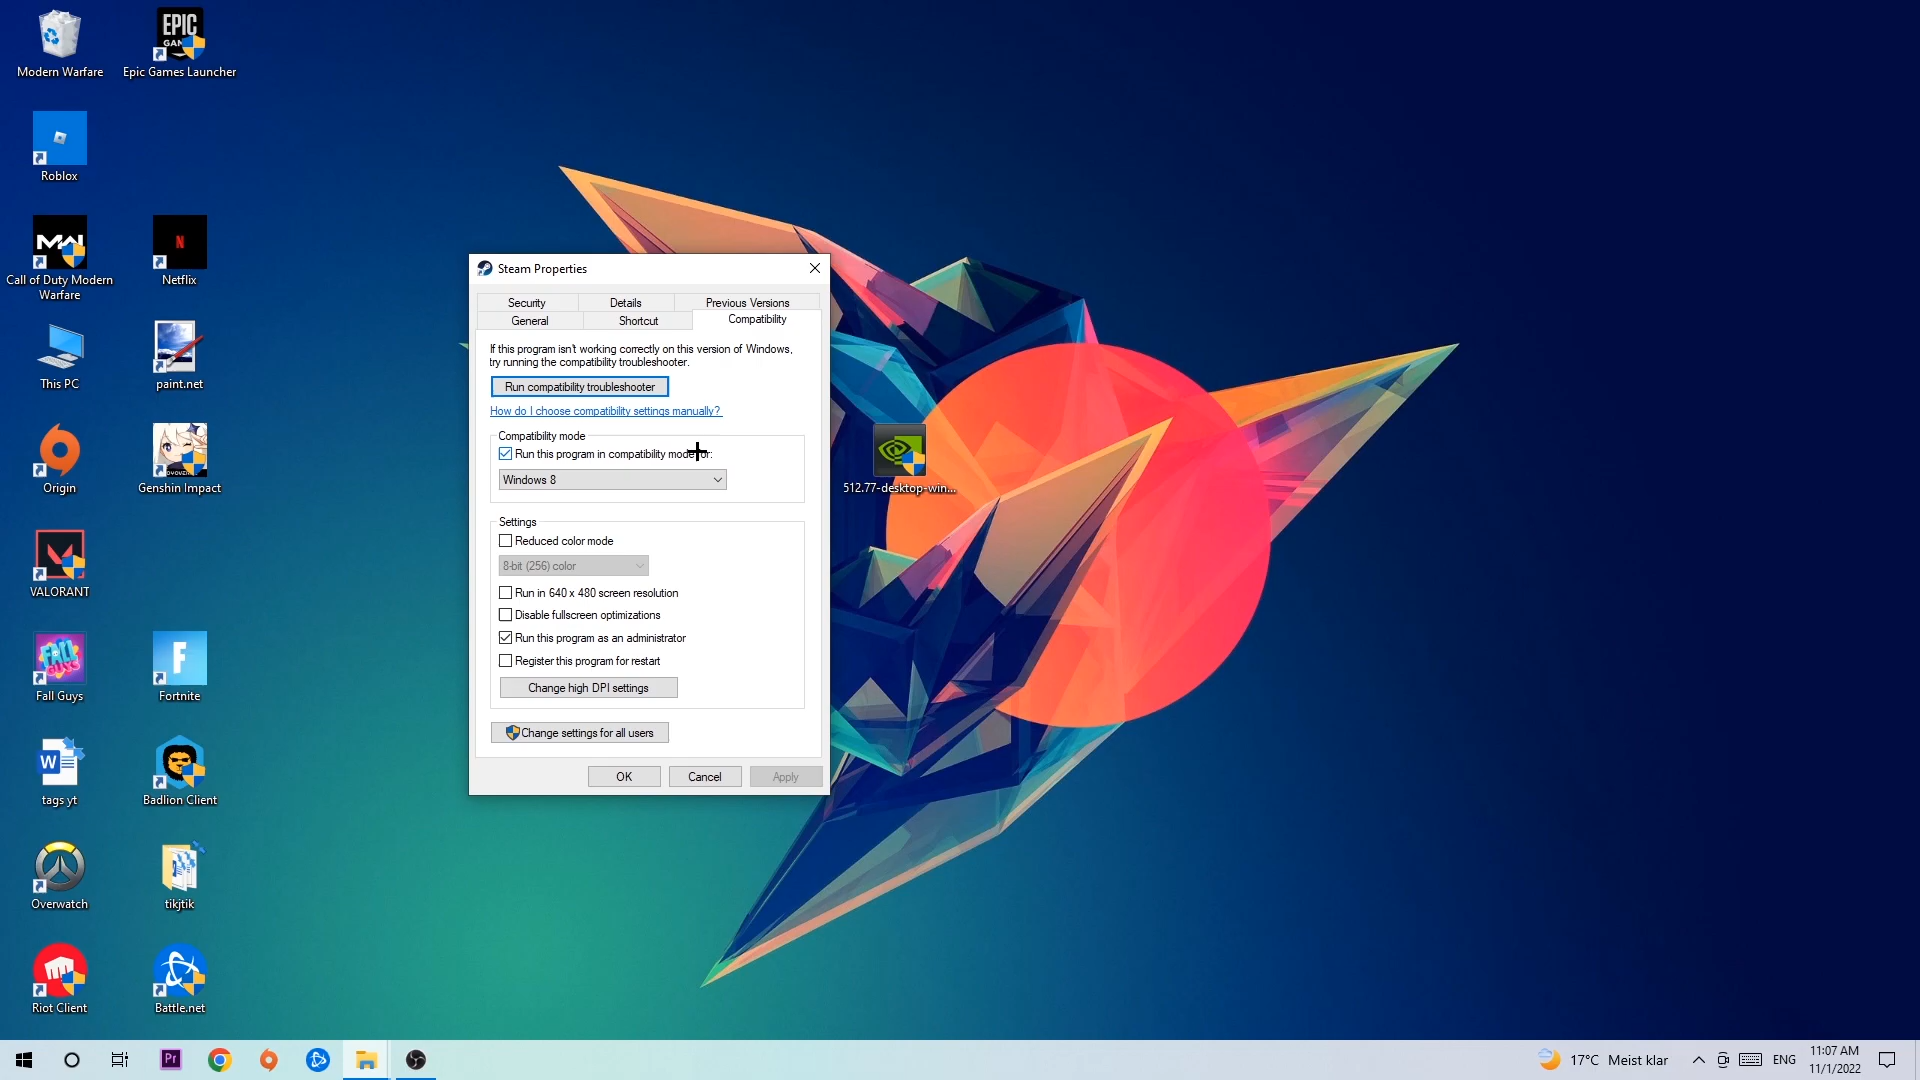 Modern Warfare
EPIC
GAMES
Epic Games Launcher
Roblox
MW
Call of Duty Modern
Warfare
N
Netflix
This PC
paint.net
Origin
Genshin Impact
VALORANT
FALL
guys
Fall Guys
F
Fortnite
W
tags yt
Badlion Client
Overwatch
tikjtik
Riot Client
Battle.net
Steam Properties
Security
Details
Previous Versions
General
Shortcut
Compatibility
If this program isn't working correctly on this version of Windows,
try running the compatibility troubleshooter.
Run compatibility troubleshooter
How do I choose compatibility settings manually?
Compatibility mode
Run this program in compatibility mode for:
Windows 8
Settings
Reduced color mode
8-bit (256) color
Run in 640 x 480 screen resolution
Disable fullscreen optimizations
Run this program as an administrator
Register this program for restart
Change high DPI settings
Change settings for all users
OK
Cancel
Apply
512.77-desktop-win...
Pr
17°C Meist klar
ENG
11:07 AM
11/1/2022